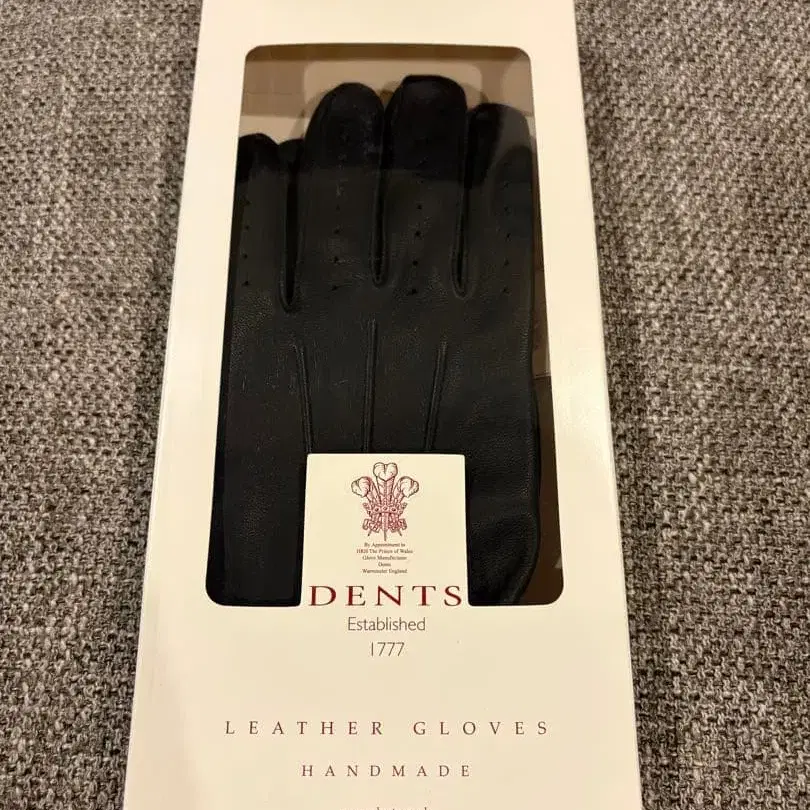 By Appointment to
HRH The Prince of Wales
Glove Manufacturer
Dents
Warminster England
DENTS
Established
1777
LEATHER GLOVES
HANDMADE